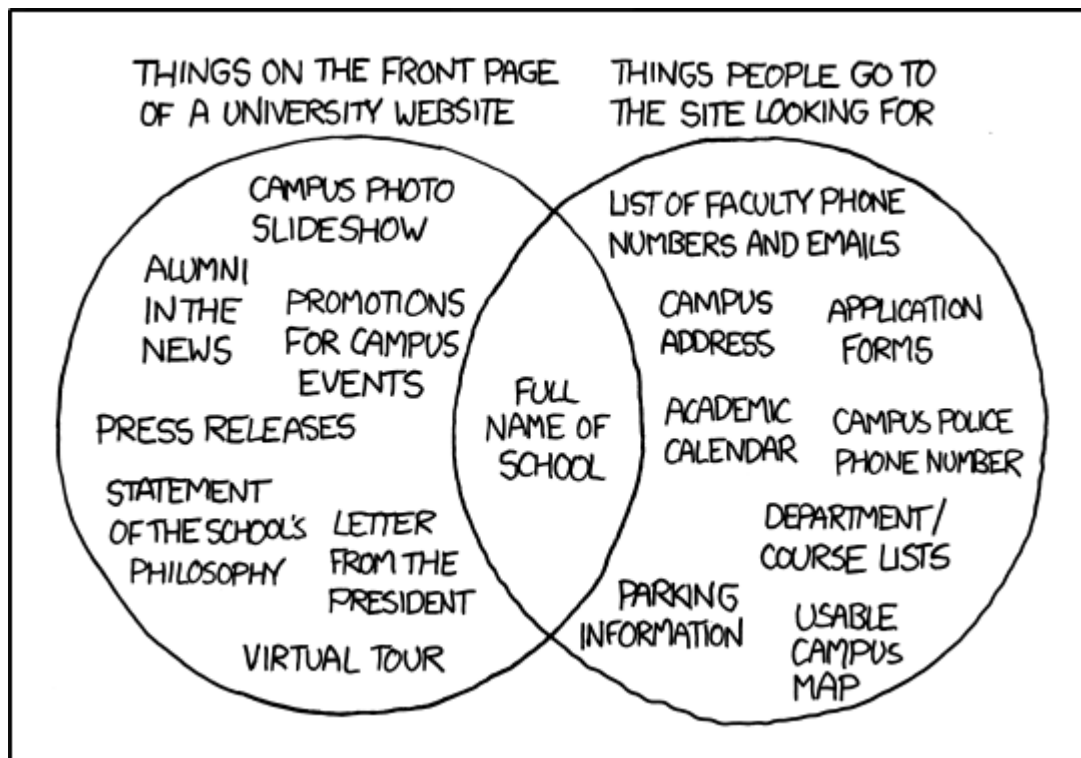 THINGS ON THE FRONT PAGE
OF A UNIVERSITY WEBSITE
THINGS PEOPLE GO TO
THE SITE LOOKING FOR
CAMPUS PHOTO
SLIDESHOW
ALUMNI
IN THE
NEWS
PROMOTIONS
FOR CAMPUS
EVENTS
PRESS RELEASES
STATEMENT
OF THE SCHOOL'S
PHILOSOPHY
LETTER
FROM THE
PRESIDENT
VIRTUAL TOUR
FULL
NAME OF
SCHOOL
LIST OF FACULTY PHONE
NUMBERS AND EMAILS
CAMPUS
ADDRESS
APPLICATION
FORMS
ACADEMIC
CALENDAR
CAMPUS POLICE
PHONE NUMBER
DEPARTMENT/
COURSE LISTS
PARKING
INFORMATION
USABLE
CAMPUS
MAP